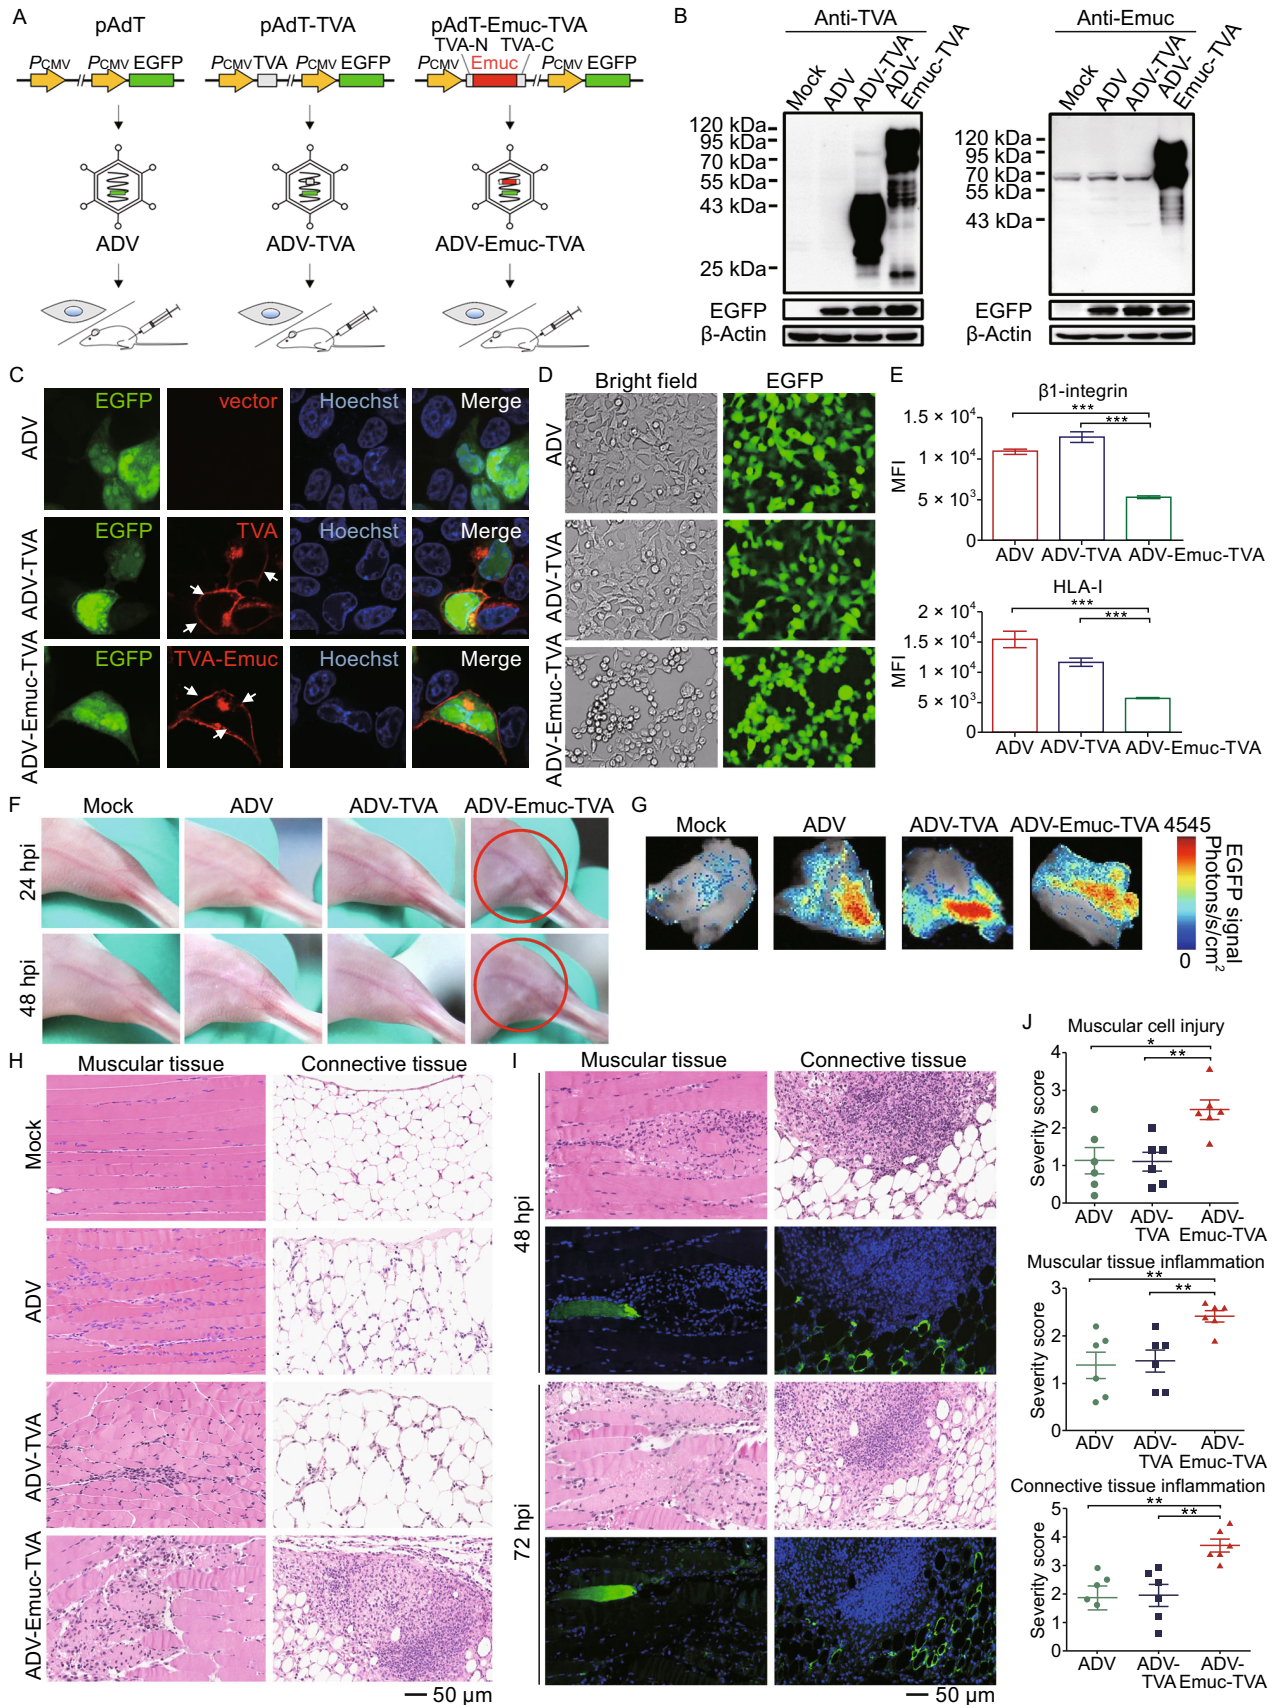 A
pAdT
pAdT-TVA
pAdT-Emuc-TVA
TVA-N
TVA-C
PCMV
PCMV EGFP
PCMV TVA
PCMV EGFP
PCMV
Emuc
PCMV EGFP
ADV
ADV-TVA
ADV-Emuc-TVA
B
Anti-TVA
Mock
ADV
ADV-TVA
ADV-
Emuc-TVA
120 kDa
95 kDa
70 kDa
55 kDa
43 kDa
25 kDa
EGFP
β-Actin
Anti-Emuc
Mock
ADV
ADV-TVA
ADV-
Emuc-TVA
120 kDa
95 kDa
70 kDa
55 kDa
43 kDa
EGFP
β-Actin
C
ADV
EGFP
vector
Hoechst
Merge
ADV-TVA
EGFP
TVA
Hoechst
Merge
ADV-Emuc-TVA
EGFP
TVA-Emuc
Hoechst
Merge
D
Bright field
EGFP
ADV
ADV-TVA
ADV-Emuc-TVA
E
β1-integrin
***
***
MFI
1.5 × 10⁴
1 × 10⁴
5 × 10³
0
ADV
ADV-TVA
ADV-Emuc-TVA
HLA-I
***
***
MFI
2 × 10⁴
1.5 × 10⁴
1 × 10⁴
5 × 10³
0
ADV
ADV-TVA
ADV-Emuc-TVA
F
Mock
ADV
ADV-TVA
ADV-Emuc-TVA
24 hpi
48 hpi
G
Mock
ADV
ADV-TVA
ADV-Emuc-TVA
4545
0
EGFP signal
Photons/s/cm²
H
Muscular tissue
Connective tissue
Mock
ADV
ADV-TVA
ADV-Emuc-TVA
50 µm
I
Muscular tissue
Connective tissue
48 hpi
72 hpi
50 µm
J
Muscular cell injury
*
**
Severity score
4
3
2
1
0
ADV
ADV-
TVA
ADV-
Emuc-TVA
Muscular tissue inflammation
**
**
Severity score
3
2
1
0
ADV
ADV-
TVA
ADV-
Emuc-TVA
Connective tissue inflammation
**
**
Severity score
5
4
3
2
1
0
ADV
ADV-
TVA
ADV-
Emuc-TVA